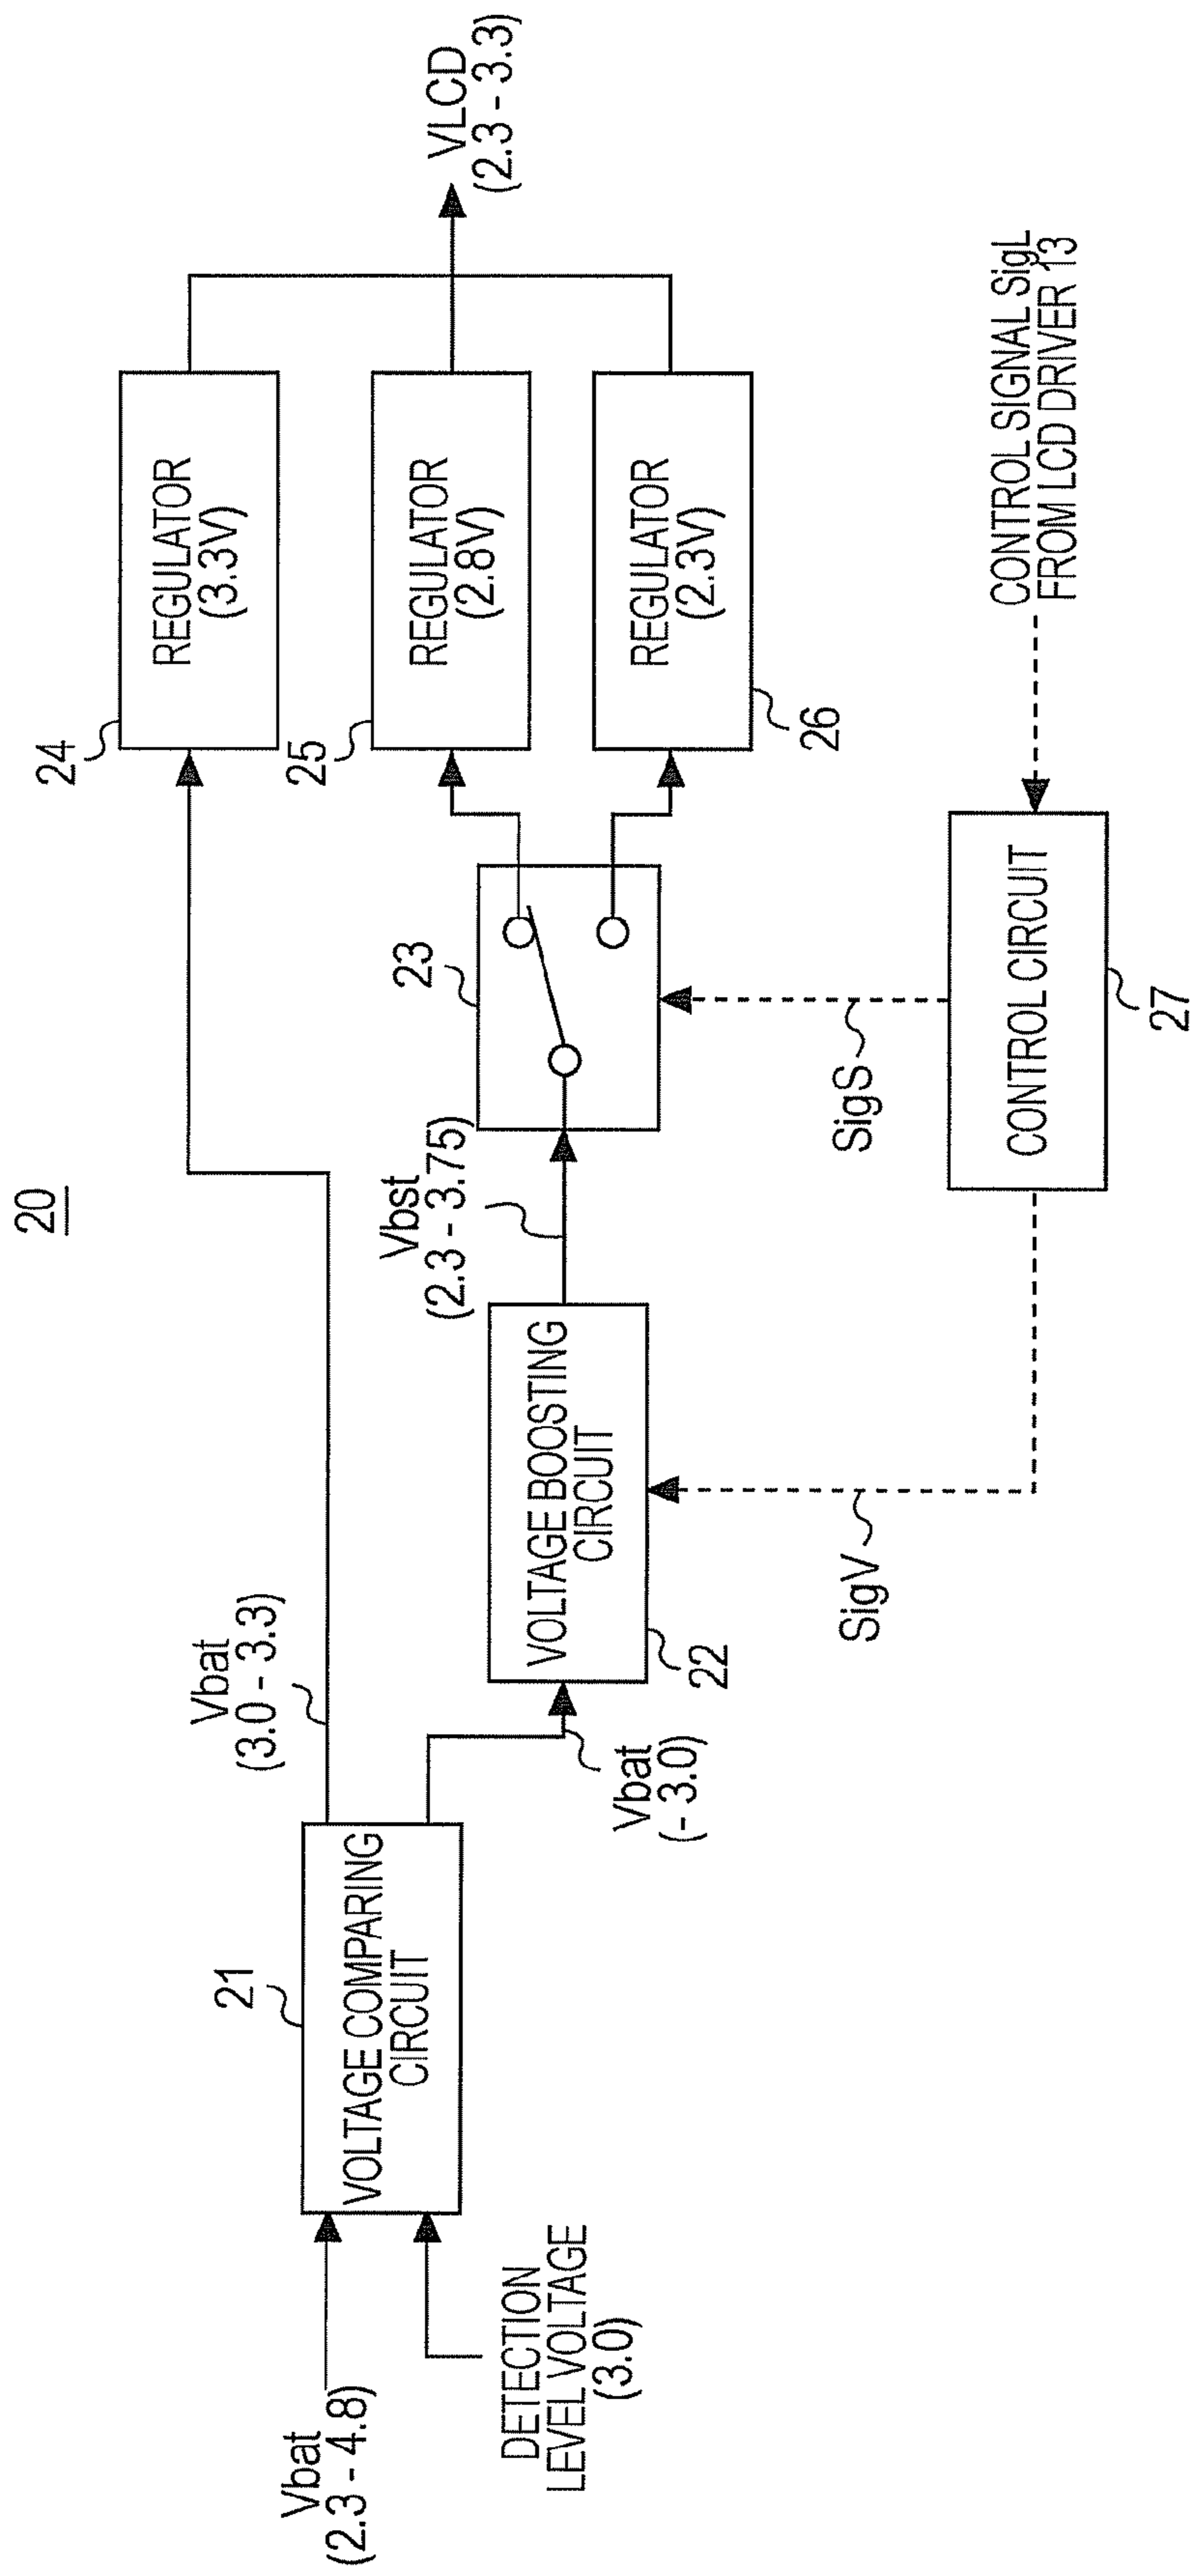 20
Vbat
(2.3 - 4.8)
DETECTION
LEVEL VOLTAGE
(3.0)
21
VOLTAGE COMPARING
CIRCUIT
Vbat
(3.0 - 3.3)
Vbat
(- 3.0)
22
VOLTAGE BOOSTING
CIRCUIT
Vbst
(2.3 - 3.75)
23
24
REGULATOR
(3.3V)
25
REGULATOR
(2.8V)
26
REGULATOR
(2.3V)
VLCD
(2.3 - 3.3)
SigV
SigS
CONTROL CIRCUIT
27
CONTROL SIGNAL SigL
FROM LCD DRIVER 13